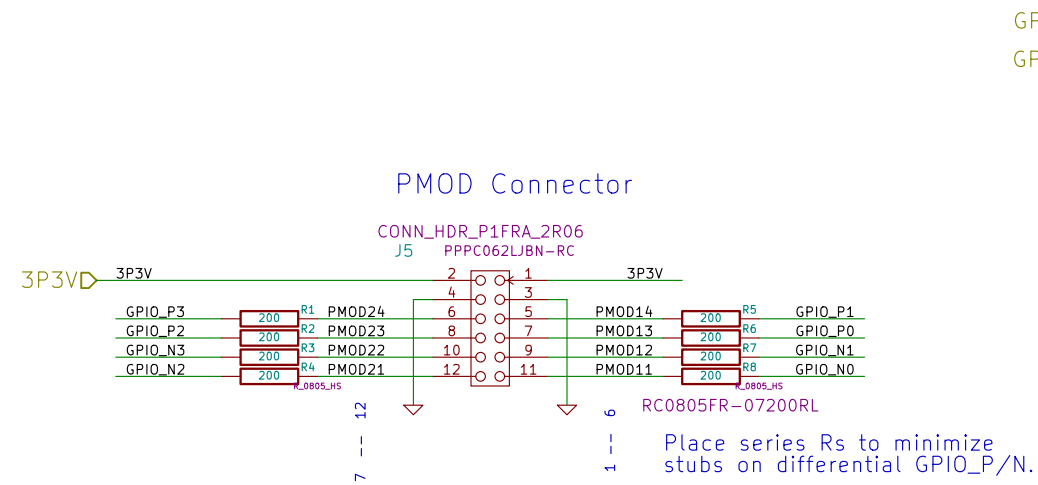 GP
GP
PMOD Connector
CONN_HDR_P1FRA_2R06
J5 PPPC062LJBN-RC
3P3V 3P3V 2 1 3P3V
4 3
GPIO_P3 200 R1 PMOD24 6 5 PMOD14 200 R5 GPIO_P1
GPIO_P2 200 R2 PMOD23 8 7 PMOD13 200 R6 GPIO_P0
GPIO_N3 200 R3 PMOD22 10 9 PMOD12 200 R7 GPIO_N1
GPIO_N2 200 R4 PMOD21 12 11 PMOD11 200 R8 GPIO_N0
R_0805_HS R_0805_HS
RC0805FR-07200RL
7 -- 12
1 -- 6
Place series Rs to minimize
stubs on differential GPIO_P/N.